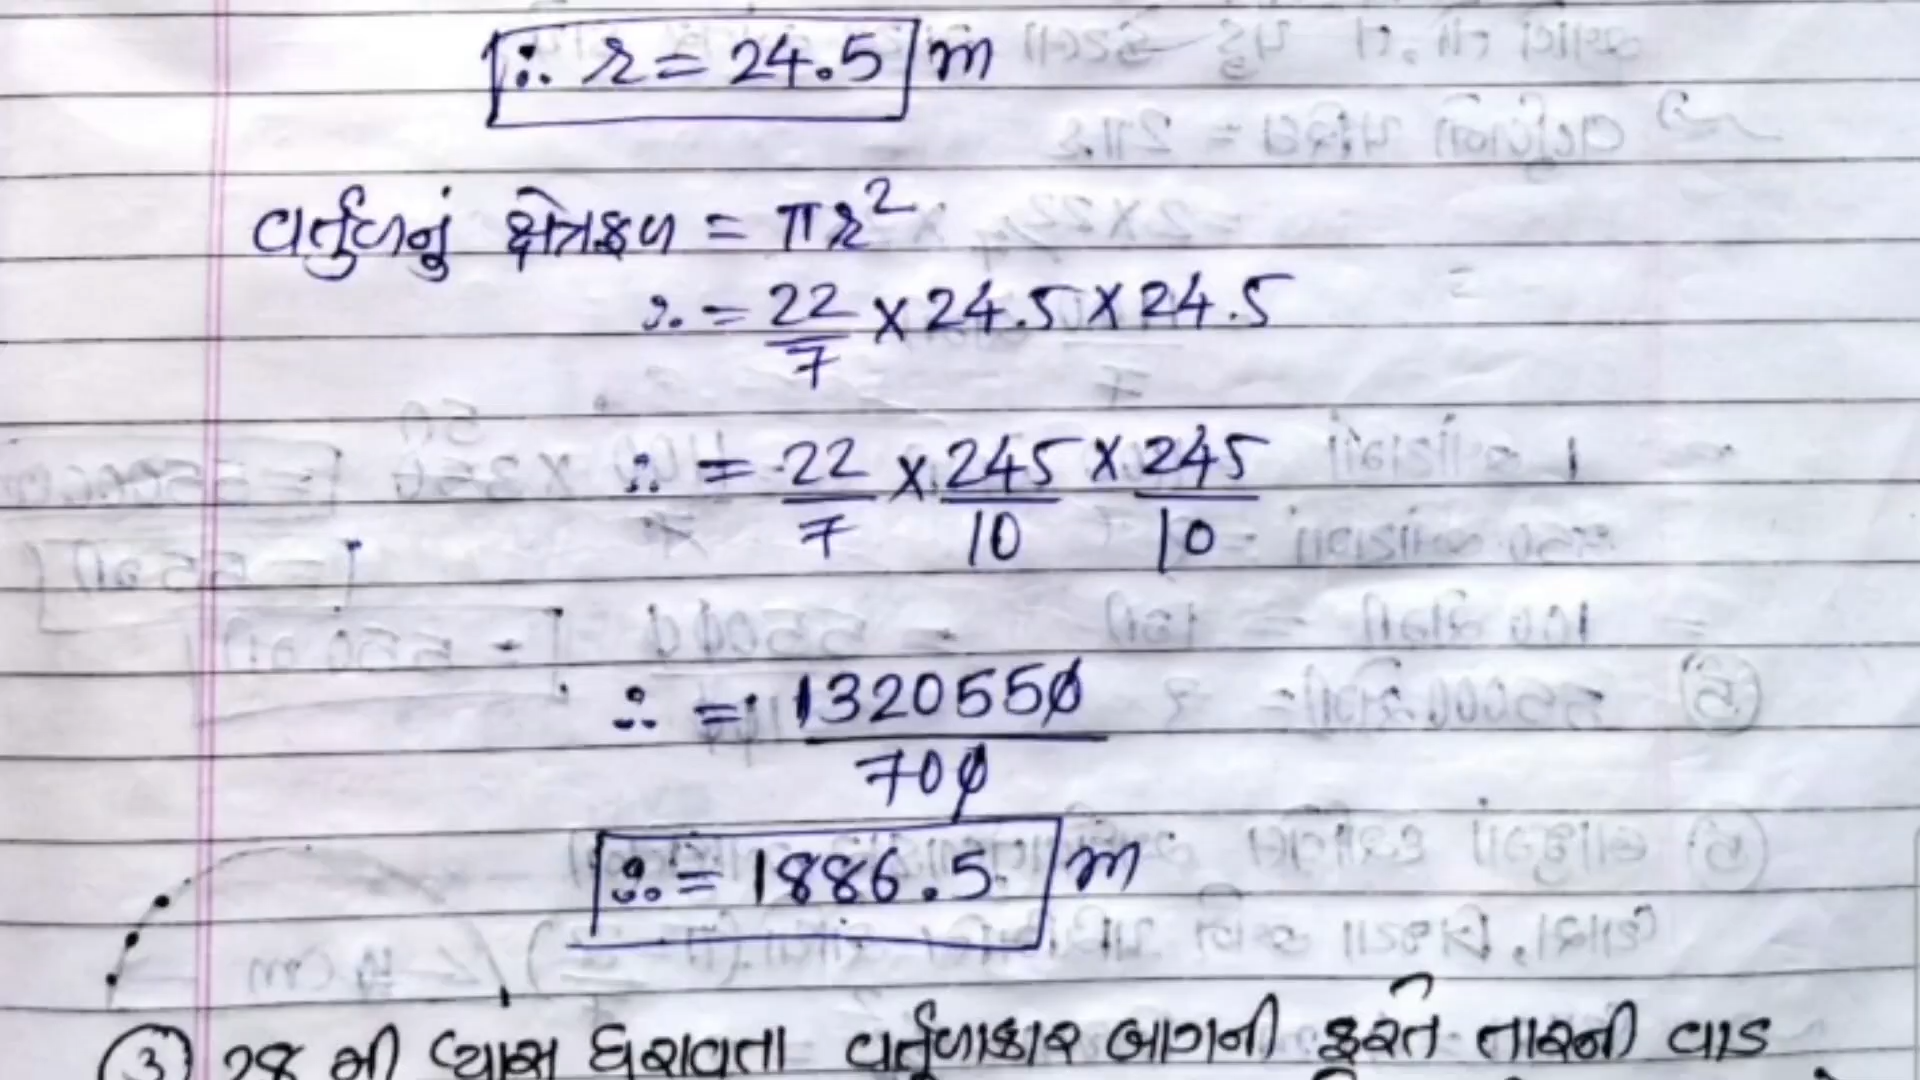 ∴ r = 24.5 m
વર્તુળનું ક્ષેત્રફળ = πr²
∴ = 22/7 × 24.5 × 24.5
∴ = 22/7 × 245/10 × 245/10
∴ = 1320550/700
∴ = 1886.5 m
③ ૨૪ મી વ્યાસ ધરાવતા વર્તુળાકાર બાગની ફરતે તારની વાડ